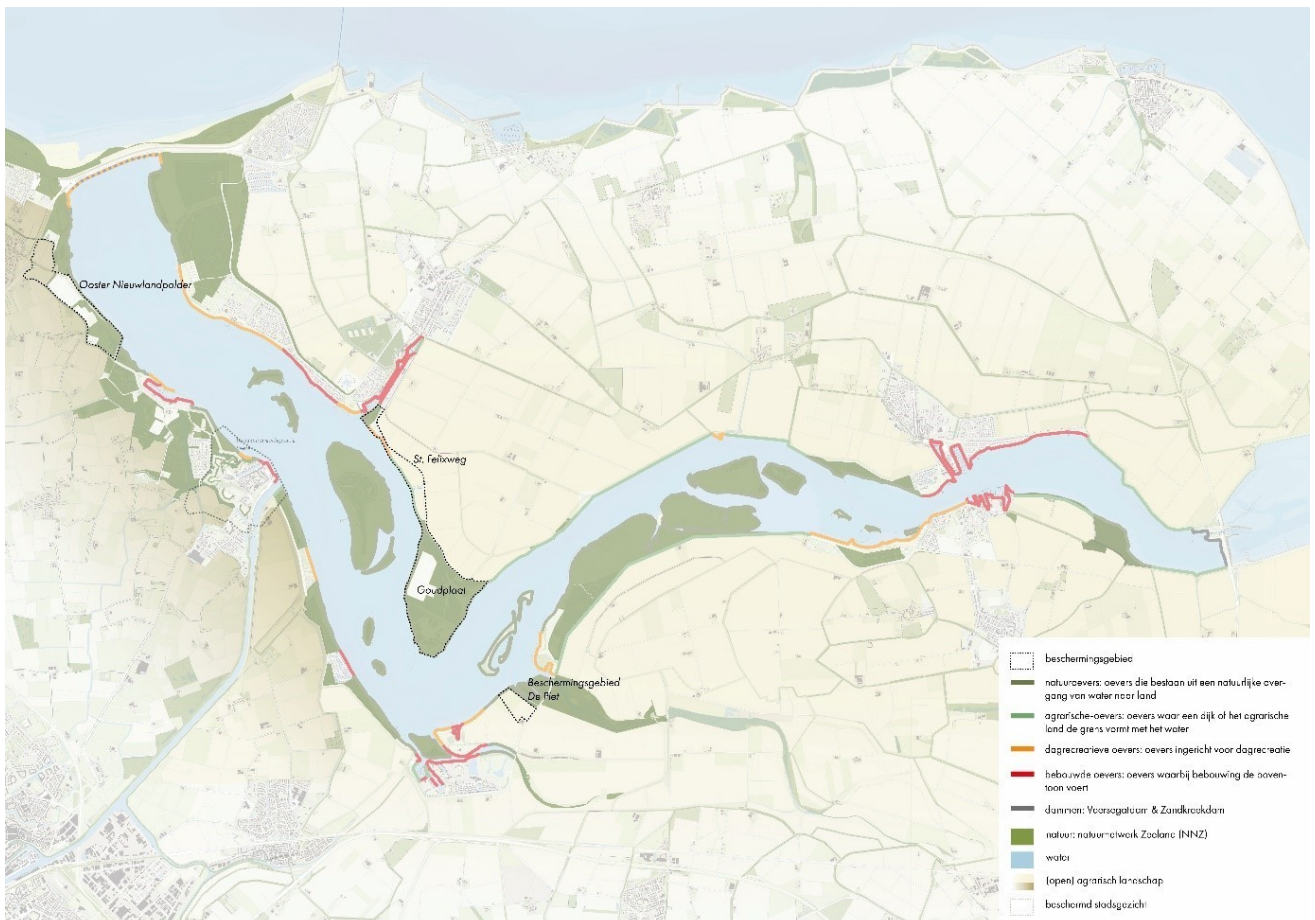 Ooster Nieuwlandpolder
St. Felixweg
Goudplaat
Beschermingsgebied
De Piet
beschermingsgebied
natuuroevers: oevers die bestaan uit een natuurlijke over-
gang van water naar land
agrarische-oevers: oevers waar een dijk of het agrarische
land de grens vormt met het water
dagrecreatieve oevers: oevers ingericht voor dagrecreatie
bebouwde oevers: oevers waarbij bebouwing de boven-
toon voert
dammen: Veersegatdam & Zandkreekdam
natuur: natuurnetwerk Zeeland (NNZ)
water
(open) agrarisch landschap
beschermd stadsgezicht